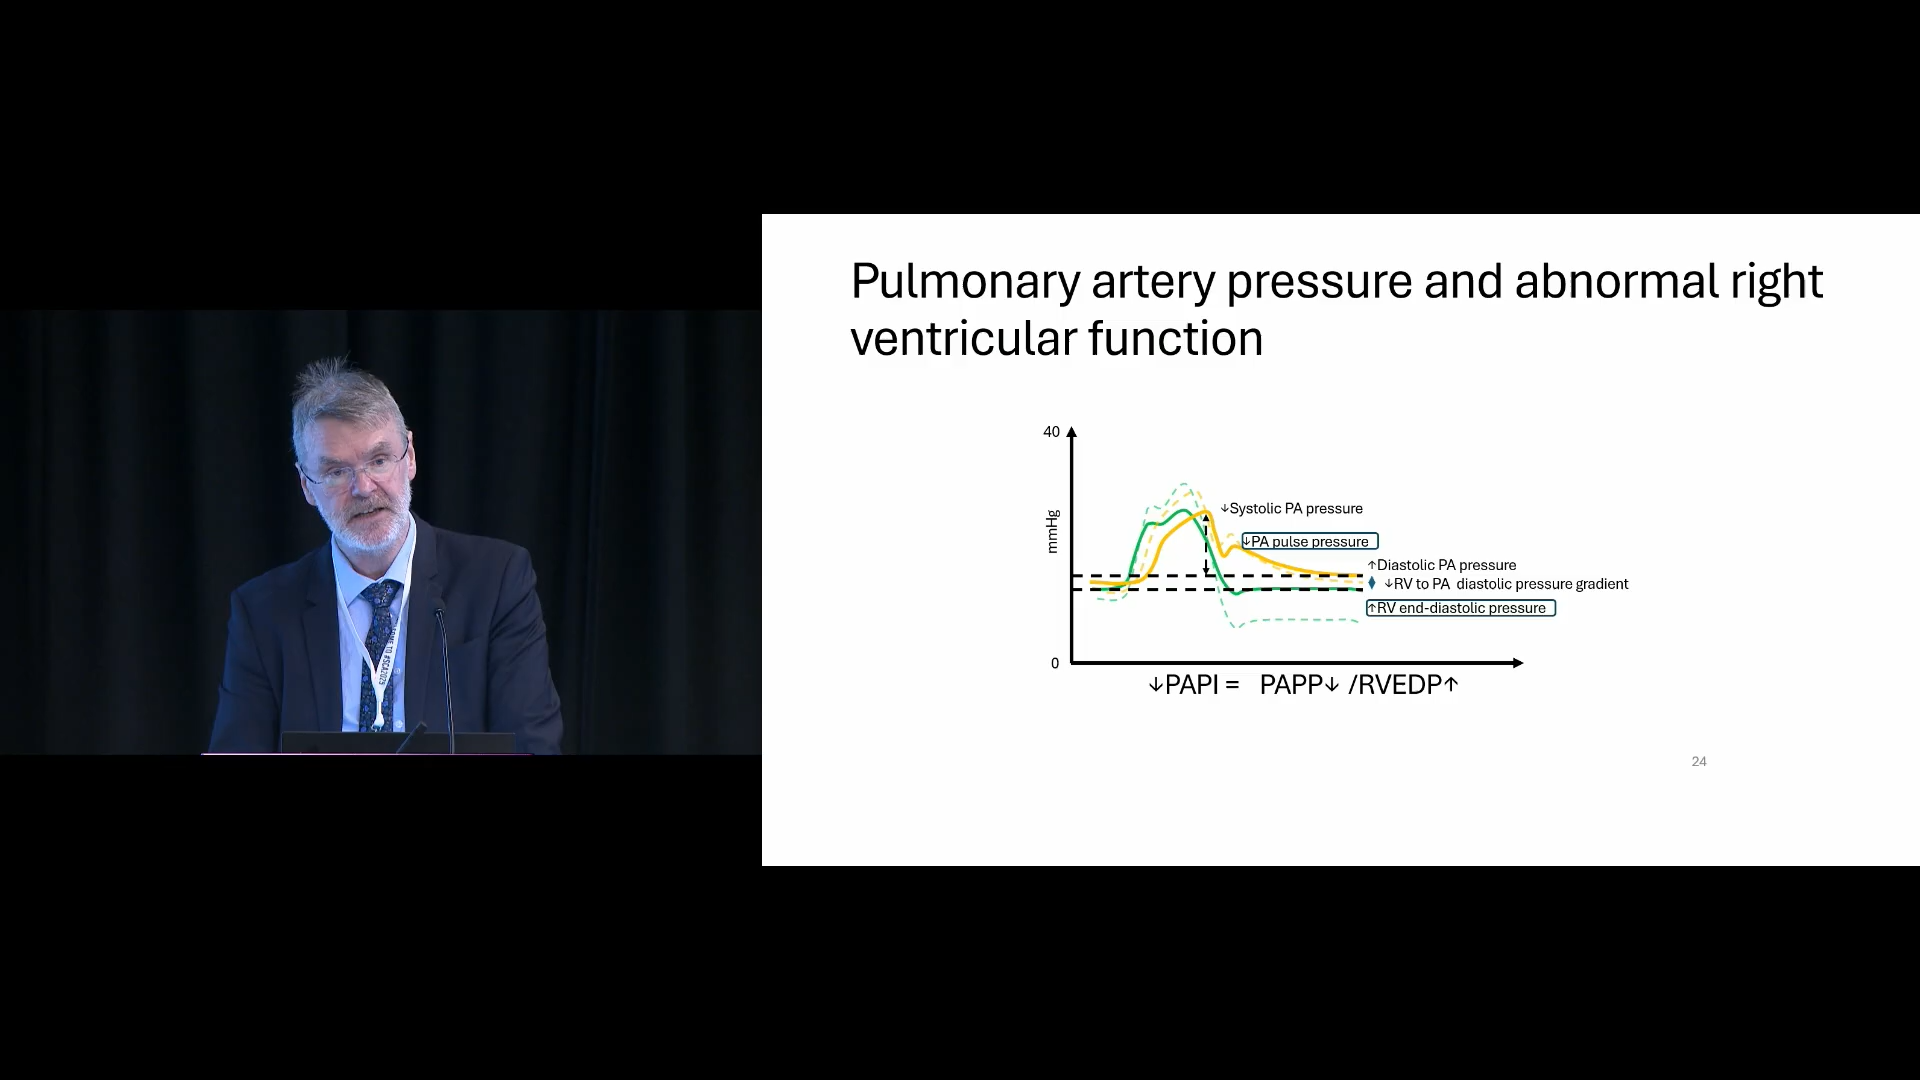 Pulmonary artery pressure and abnormal right
ventricular function
40
mmHg
↓Systolic PA pressure
↓PA pulse pressure
↑Diastolic PA pressure
↓RV to PA diastolic pressure gradient
↑RV end-diastolic pressure
0
↓PAPI = PAPP↓ /RVEDP↑
24